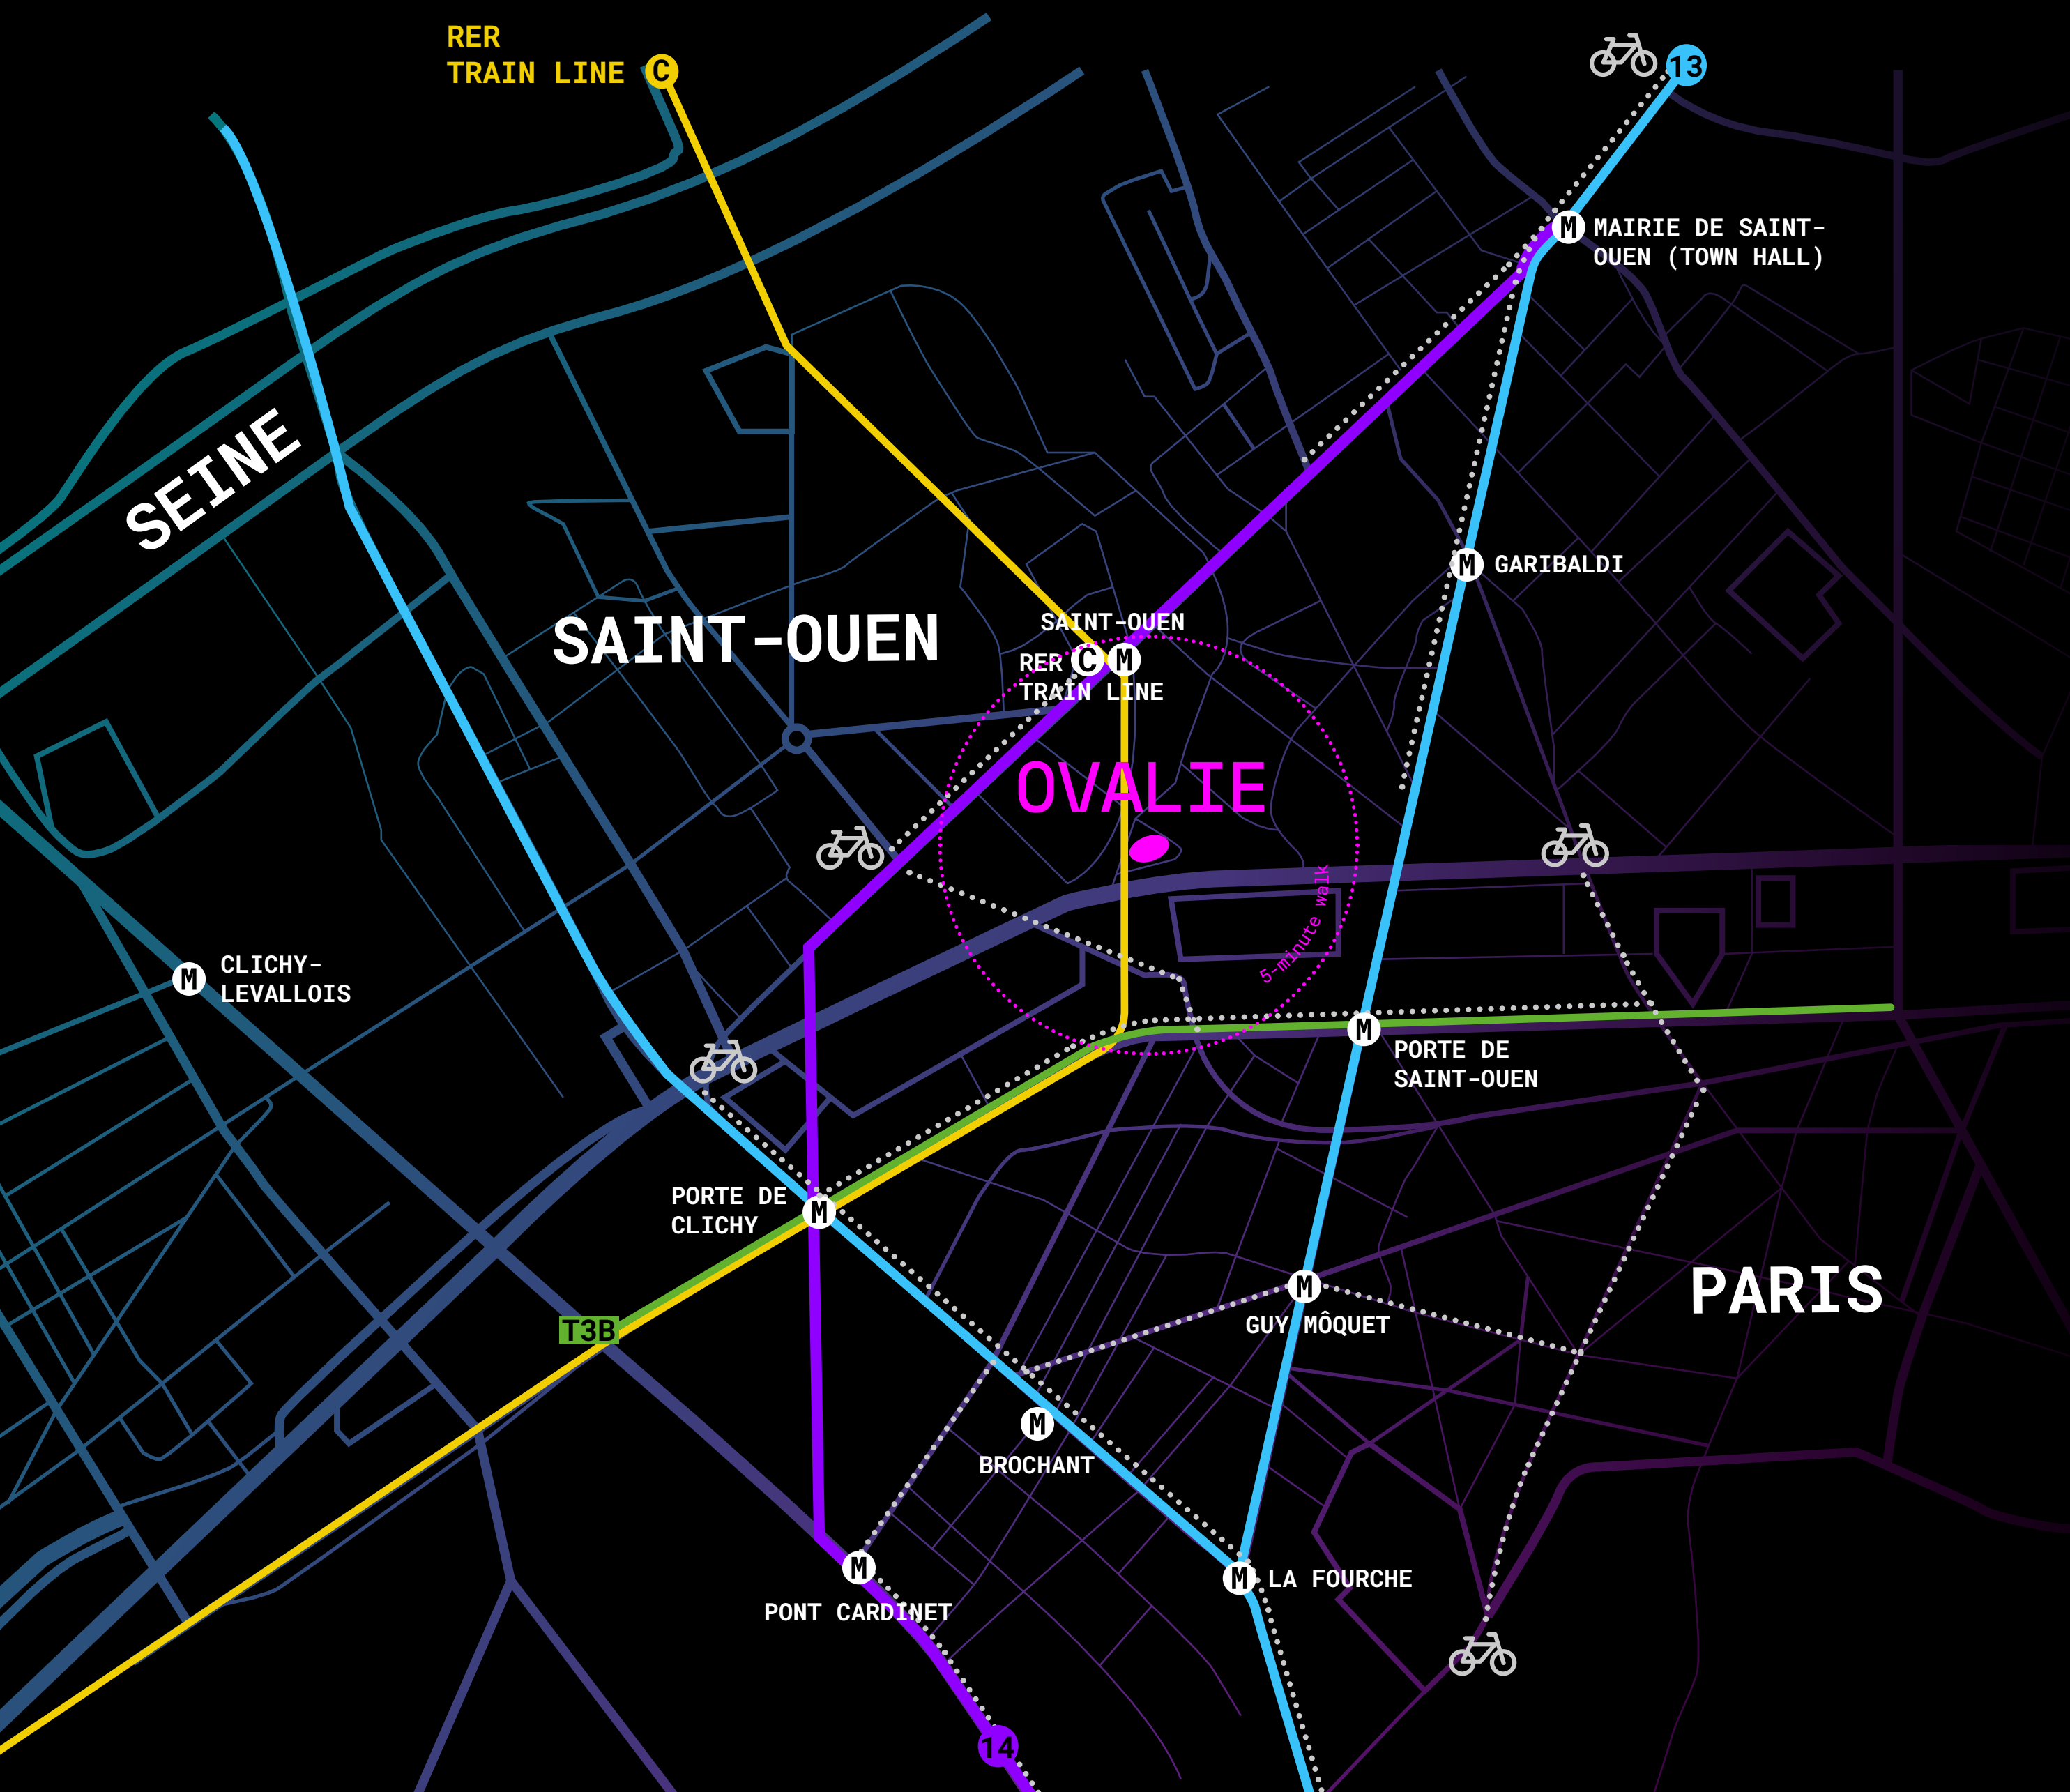 RER
TRAIN LINE
C
13
M
MAIRIE DE SAINT-
OUEN (TOWN HALL)
SEINE
M
GARIBALDI
SAINT-OUEN
SAINT-OUEN
RER
C
M
TRAIN LINE
OVALIE
5-minute walk
M
CLICHY-
LEVALLOIS
M
PORTE DE
SAINT-OUEN
PORTE DE
CLICHY
M
M
GUY MÔQUET
PARIS
T3B
M
BROCHANT
M
PONT CARDINET
M
LA FOURCHE
14